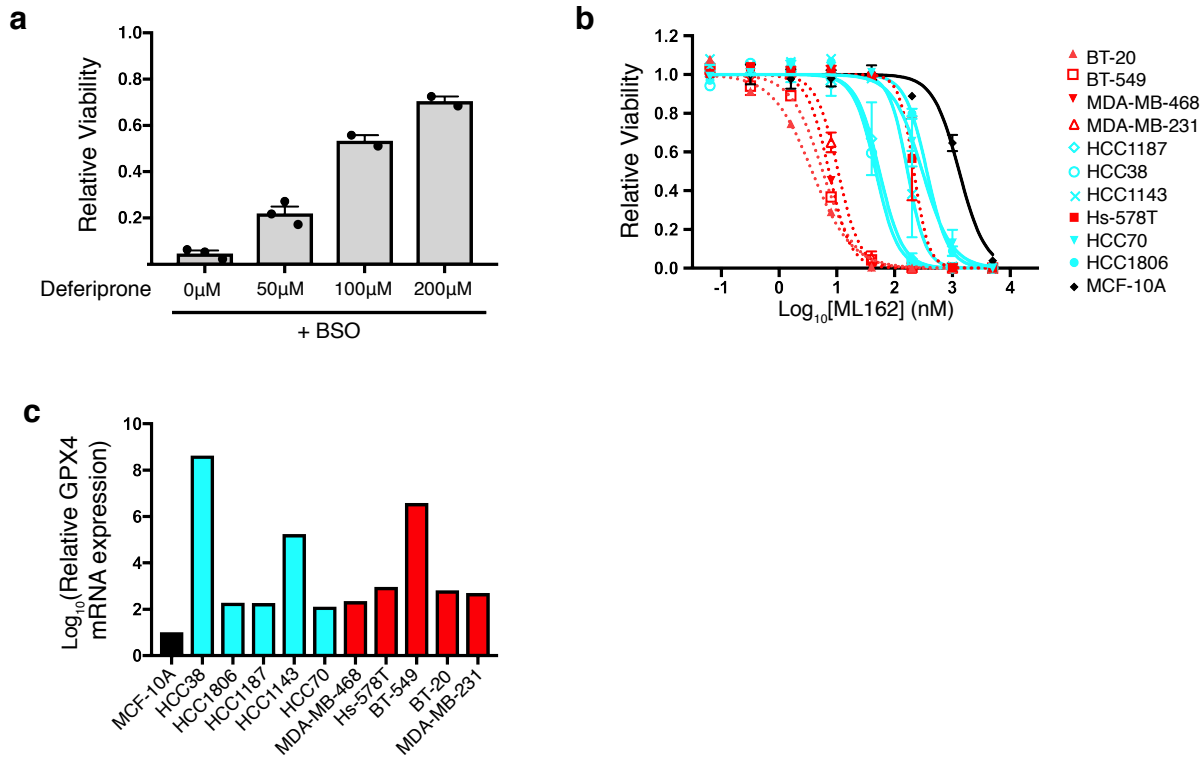 a
Relative Viability
1.0
0.8
0.6
0.4
0.2
Deferiprone
0μM
50μM
100μM
200μM
+ BSO
b
Relative Viability
1.2
1.0
0.8
0.6
0.4
0.2
0.0
-1
0
1
2
3
4
Log10[ML162] (nM)
BT-20
BT-549
MDA-MB-468
MDA-MB-231
HCC1187
HCC38
HCC1143
Hs-578T
HCC70
HCC1806
MCF-10A
c
Log10(Relative GPX4
mRNA expression)
10
8
6
4
2
0
MCF-10A
HCC38
HCC1806
HCC1187
HCC1143
HCC70
MDA-MB-468
Hs-578T
BT-549
BT-20
MDA-MB-231